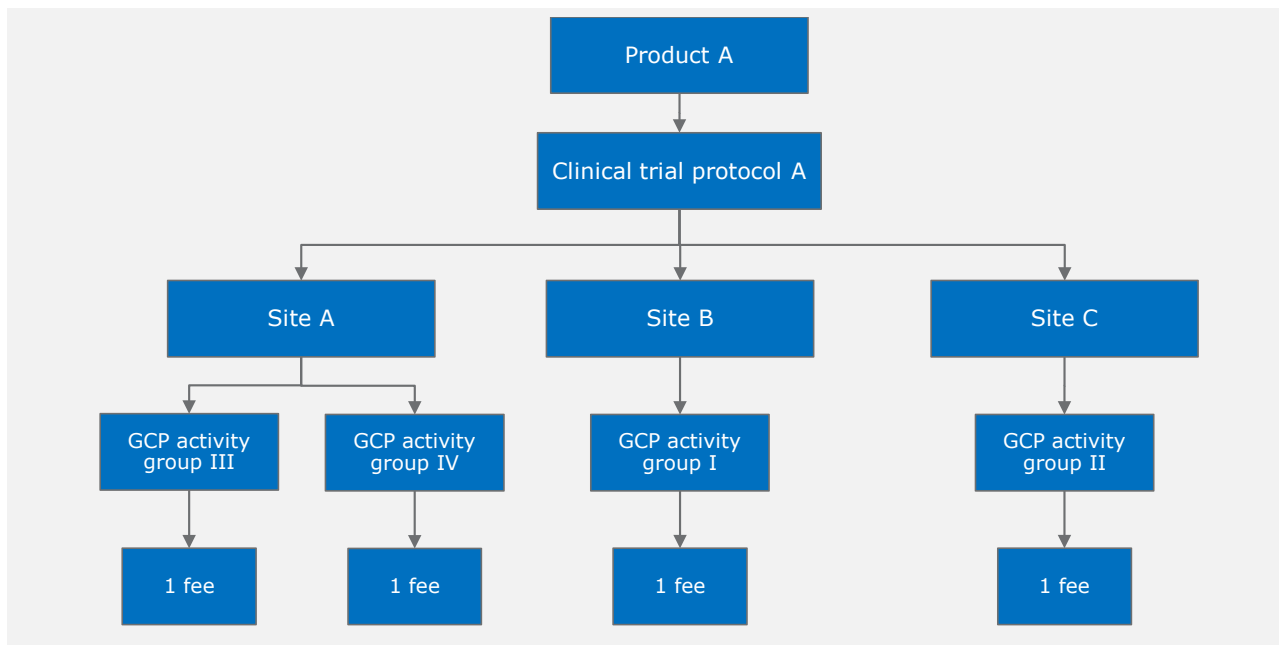 Product A
Clinical trial protocol A
Site A
Site B
Site C
GCP activity
group III
GCP activity
group IV
GCP activity
group I
GCP activity
group II
1 fee
1 fee
1 fee
1 fee